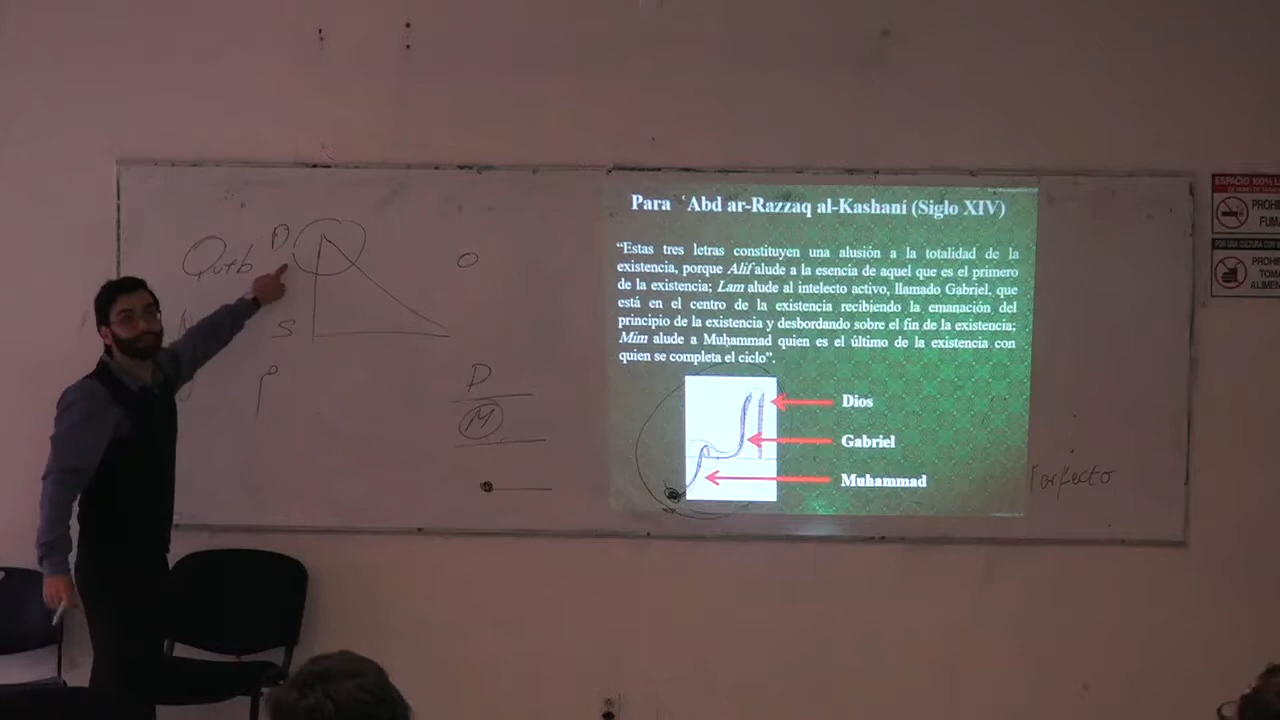 Para ʿAbd ar-Razzaq al-Kashaní (Siglo XIV)
“Estas tres letras constituyen una alusión a la totalidad de la
existencia, porque Alif alude a la esencia de aquel que es el primero
de la existencia; Lam alude al intelecto activo, llamado Gabriel, que
está en el centro de la existencia recibiendo la emanación del
principio de la existencia y desbordando sobre el fin de la existencia;
Mim alude a Muḥammad quien es el último de la existencia con
quien se completa el ciclo”.
Dios
Gabriel
Muhammad
Qutb
D
O
S
P
D
M
Perfecto
ESPACIO 100% L
PROHI
FUMA
PROHI
TOMA
ALIMEN